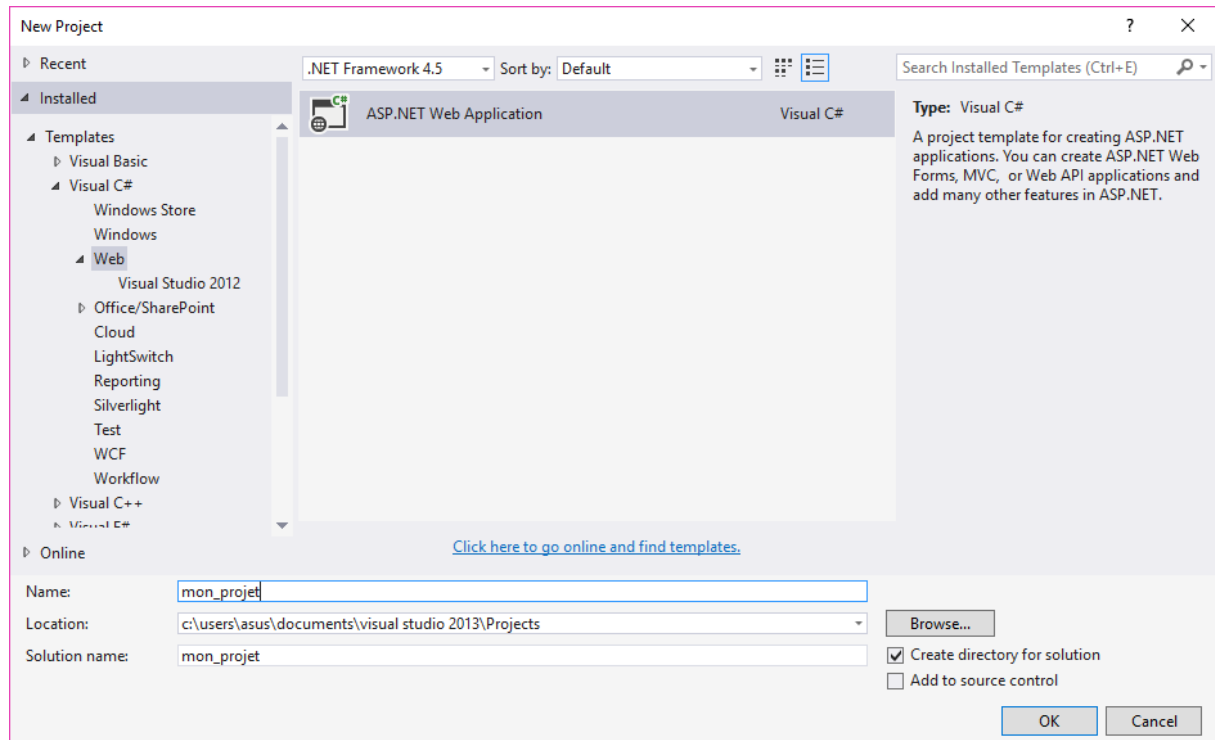 New Project
?
Recent
.NET Framework 4.5
Sort by: Default
Search Installed Templates (Ctrl+E)
Installed
Templates
Visual Basic
Visual C#
Windows Store
Windows
Web
Visual Studio 2012
Office/SharePoint
Cloud
LightSwitch
Reporting
Silverlight
Test
WCF
Workflow
Visual C++
Visual F#
Online
C#
ASP.NET Web Application
Visual C#
Click here to go online and find templates.
Type: Visual C#
A project template for creating ASP.NET
applications. You can create ASP.NET Web
Forms, MVC, or Web API applications and
add many other features in ASP.NET.
Name:
mon_projet
Location:
c:\users\asus\documents\visual studio 2013\Projects
Browse...
Solution name:
mon_projet
Create directory for solution
Add to source control
OK
Cancel